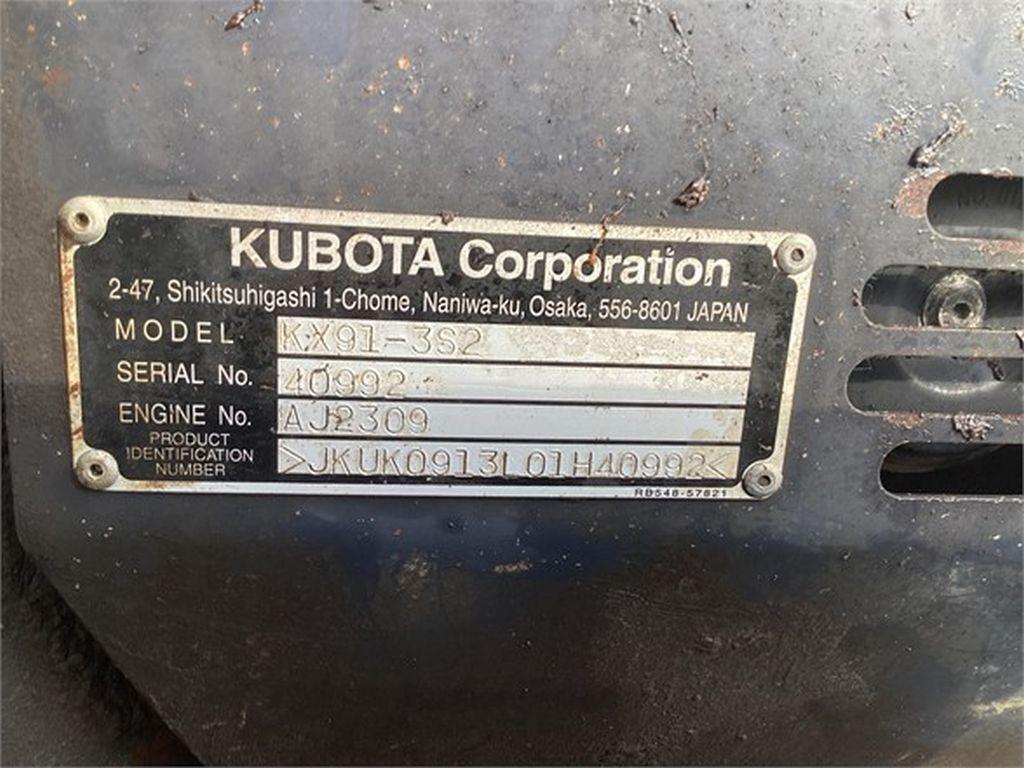 KUBOTA Corporation
2-47, Shikitsuhigashi 1-Chome, Naniwa-ku, Osaka, 556-8601 JAPAN
MODEL KX91-3S2
SERIAL No. 40992
ENGINE No. AJ2309
PRODUCT
IDENTIFICATION
NUMBER >JKUK0913L01H40992<
RB548-57821